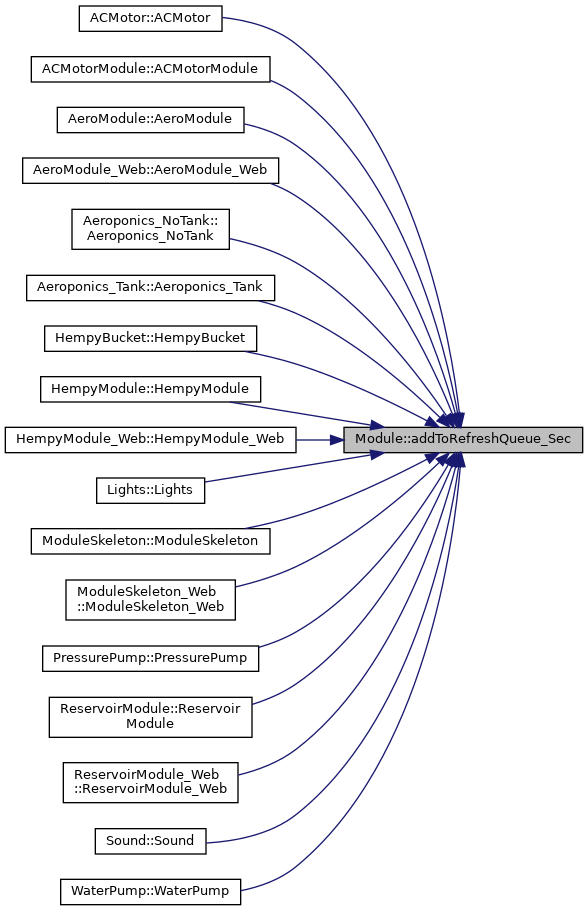 ACMotor::ACMotor
ACMotorModule::ACMotorModule
AeroModule::AeroModule
AeroModule_Web::AeroModule_Web
Aeroponics_NoTank::
Aeroponics_NoTank
Aeroponics_Tank::Aeroponics_Tank
HempyBucket::HempyBucket
HempyModule::HempyModule
HempyModule_Web::HempyModule_Web
Module::addToRefreshQueue_Sec
Lights::Lights
ModuleSkeleton::ModuleSkeleton
ModuleSkeleton_Web
::ModuleSkeleton_Web
PressurePump::PressurePump
ReservoirModule::Reservoir
Module
ReservoirModule_Web
::ReservoirModule_Web
Sound::Sound
WaterPump::WaterPump